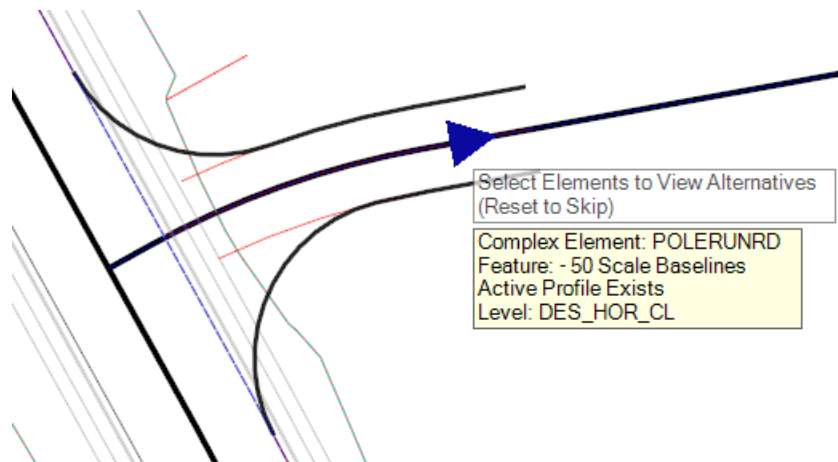 Select Elements to View Alternatives
(Reset to Skip)
Complex Element: POLERUNRD
Feature: - 50 Scale Baselines
Active Profile Exists
Level: DES_HOR_CL